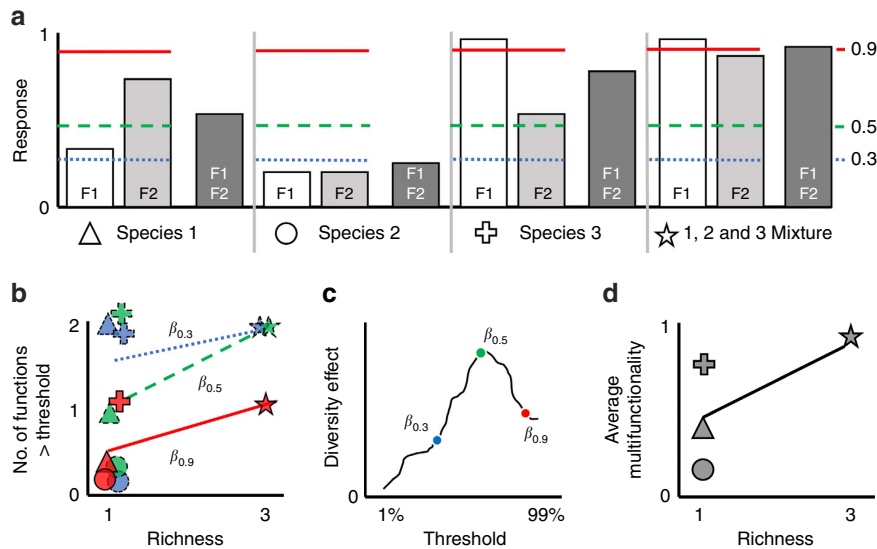 a
1
0
Response
0.9
0.5
0.3
F1
F2
F1
F2
F1
F2
F1
F2
F1
F2
F1
F2
F1
F2
F1
F2
Species 1
Species 2
Species 3
1, 2 and 3 Mixture
b
No. of functions
> threshold
2
1
0
β0.3
β0.5
β0.9
1
3
Richness
c
Diversity effect
0
β0.3
β0.5
β0.9
1%
99%
Threshold
d
Average
multifunctionality
1
0
1
3
Richness